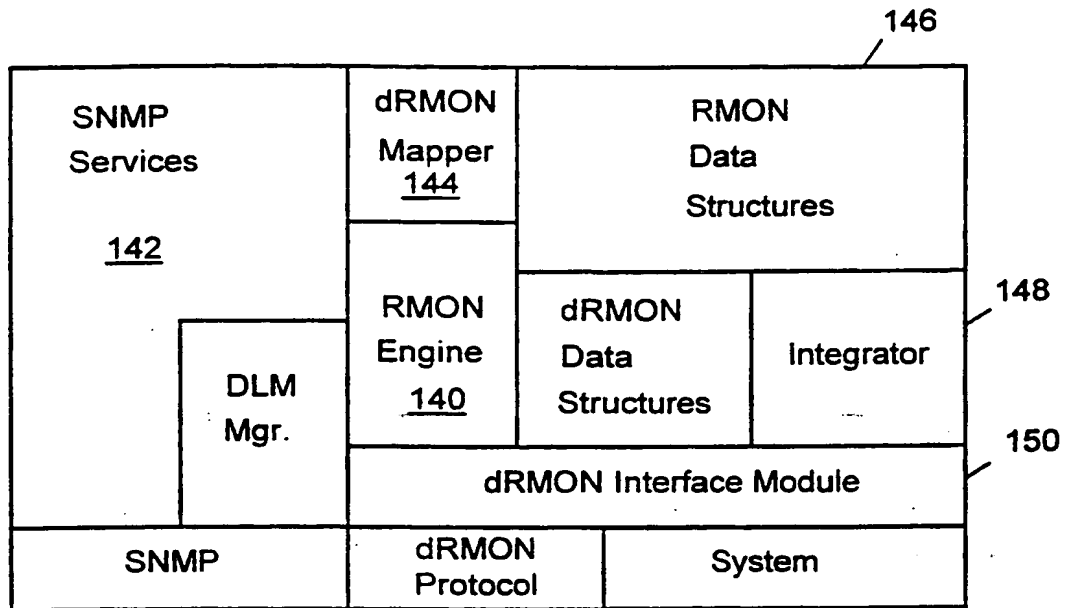 146
SNMP
Services
142
dRMON
Mapper
144
RMON
Data
Structures
148
RMON
Engine
140
dRMON
Data
Structures
Integrator
DLM
Mgr.
150
dRMON Interface Module
SNMP
dRMON
Protocol
System